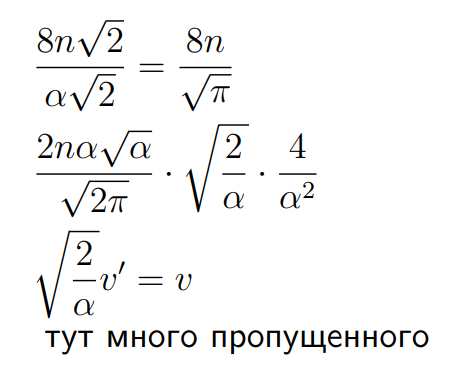 8n√2 / α√2 = 8n / √π
2nα√α / √2π · √(2/α) · 4/α²
√(2/α) v′ = v
тут много пропущенного